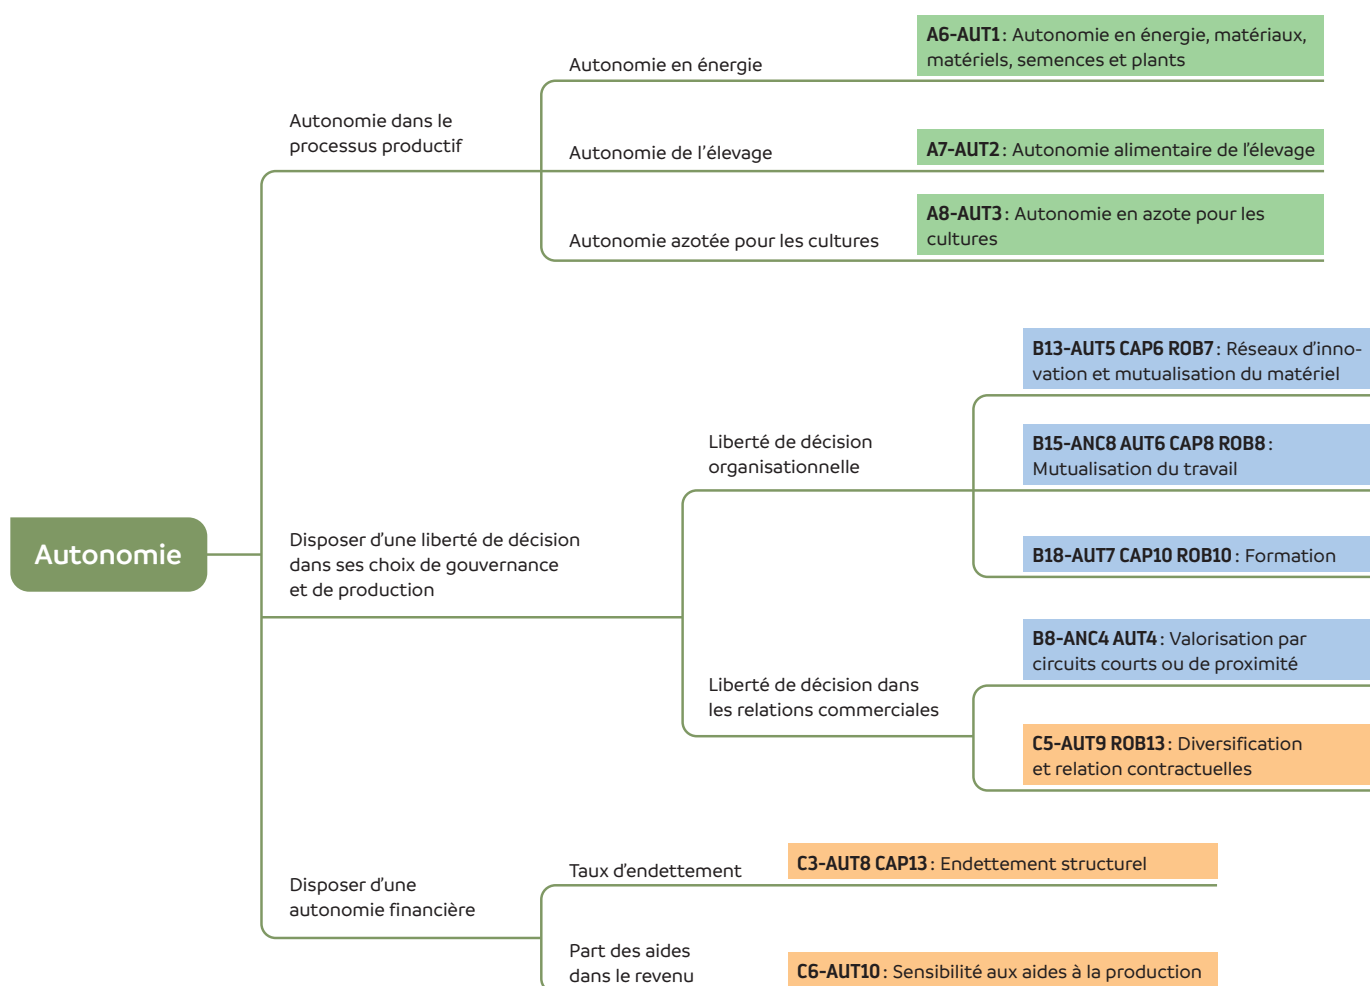 Autonomie
Autonomie dans le
processus productif
Autonomie en énergie
A6-AUT1 : Autonomie en énergie, matériaux,
matériels, semences et plants
Autonomie de l'élevage
A7-AUT2 : Autonomie alimentaire de l'élevage
Autonomie azotée pour les cultures
A8-AUT3 : Autonomie en azote pour les
cultures
Disposer d'une liberté de décision
dans ses choix de gouvernance
et de production
Liberté de décision
organisationnelle
B13-AUT5 CAP6 ROB7 : Réseaux d'inno-
vation et mutualisation du matériel
B15-ANC8 AUT6 CAP8 ROB8 :
Mutualisation du travail
B18-AUT7 CAP10 ROB10 : Formation
Liberté de décision dans
les relations commerciales
B8-ANC4 AUT4 : Valorisation par
circuits courts ou de proximité
C5-AUT9 ROB13 : Diversification
et relation contractuelles
Disposer d'une
autonomie financière
Taux d'endettement
C3-AUT8 CAP13 : Endettement structurel
Part des aides
dans le revenu
C6-AUT10 : Sensibilité aux aides à la production